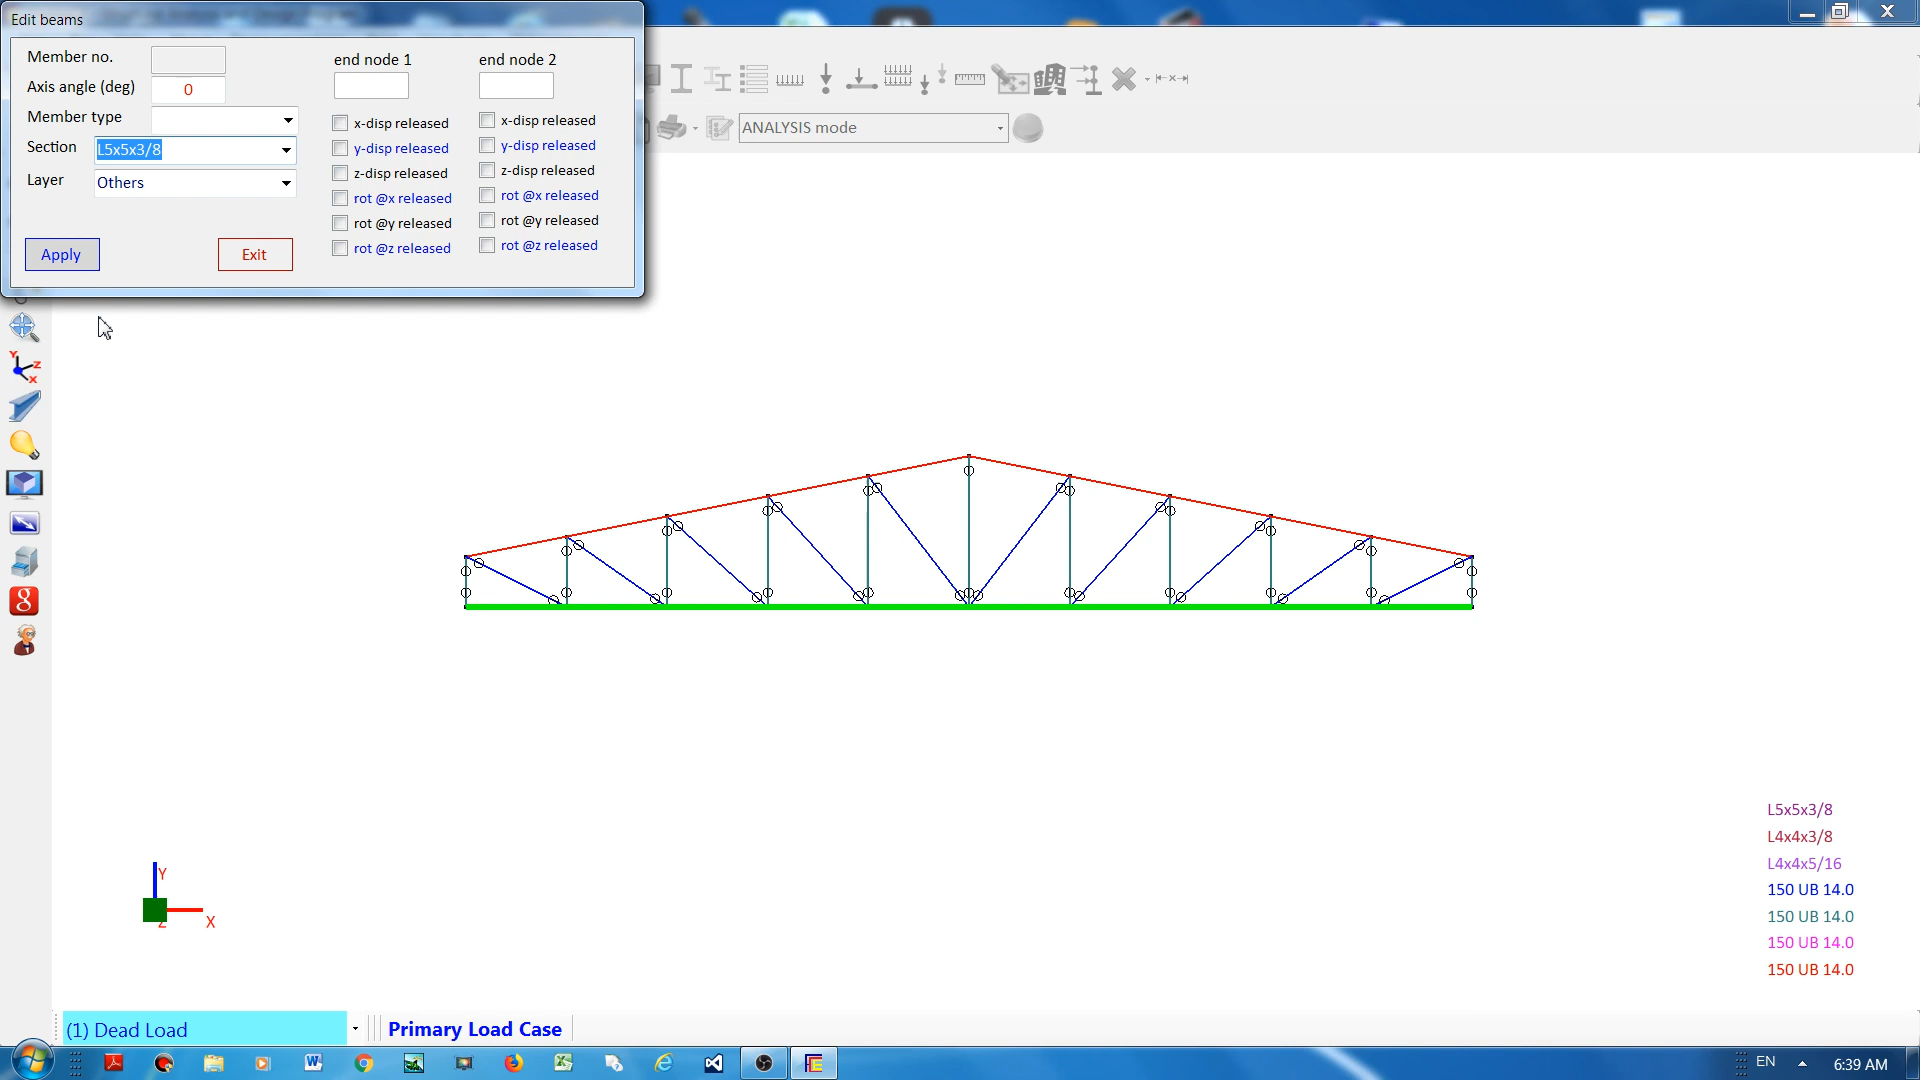 Edit beams
Member no.
Axis angle (deg) 0
Member type
Section L5x5x3/8
Layer Others
Apply
Exit
end node 1
x-disp released
y-disp released
z-disp released
rot @x released
rot @y released
rot @z released
end node 2
x-disp released
y-disp released
z-disp released
rot @x released
rot @y released
rot @z released
ANALYSIS mode
Y
Z
X
g
Y
Z
X
L5x5x3/8
L4x4x3/8
L4x4x5/16
150 UB 14.0
150 UB 14.0
150 UB 14.0
150 UB 14.0
(1) Dead Load
Primary Load Case
EN
6:39 AM